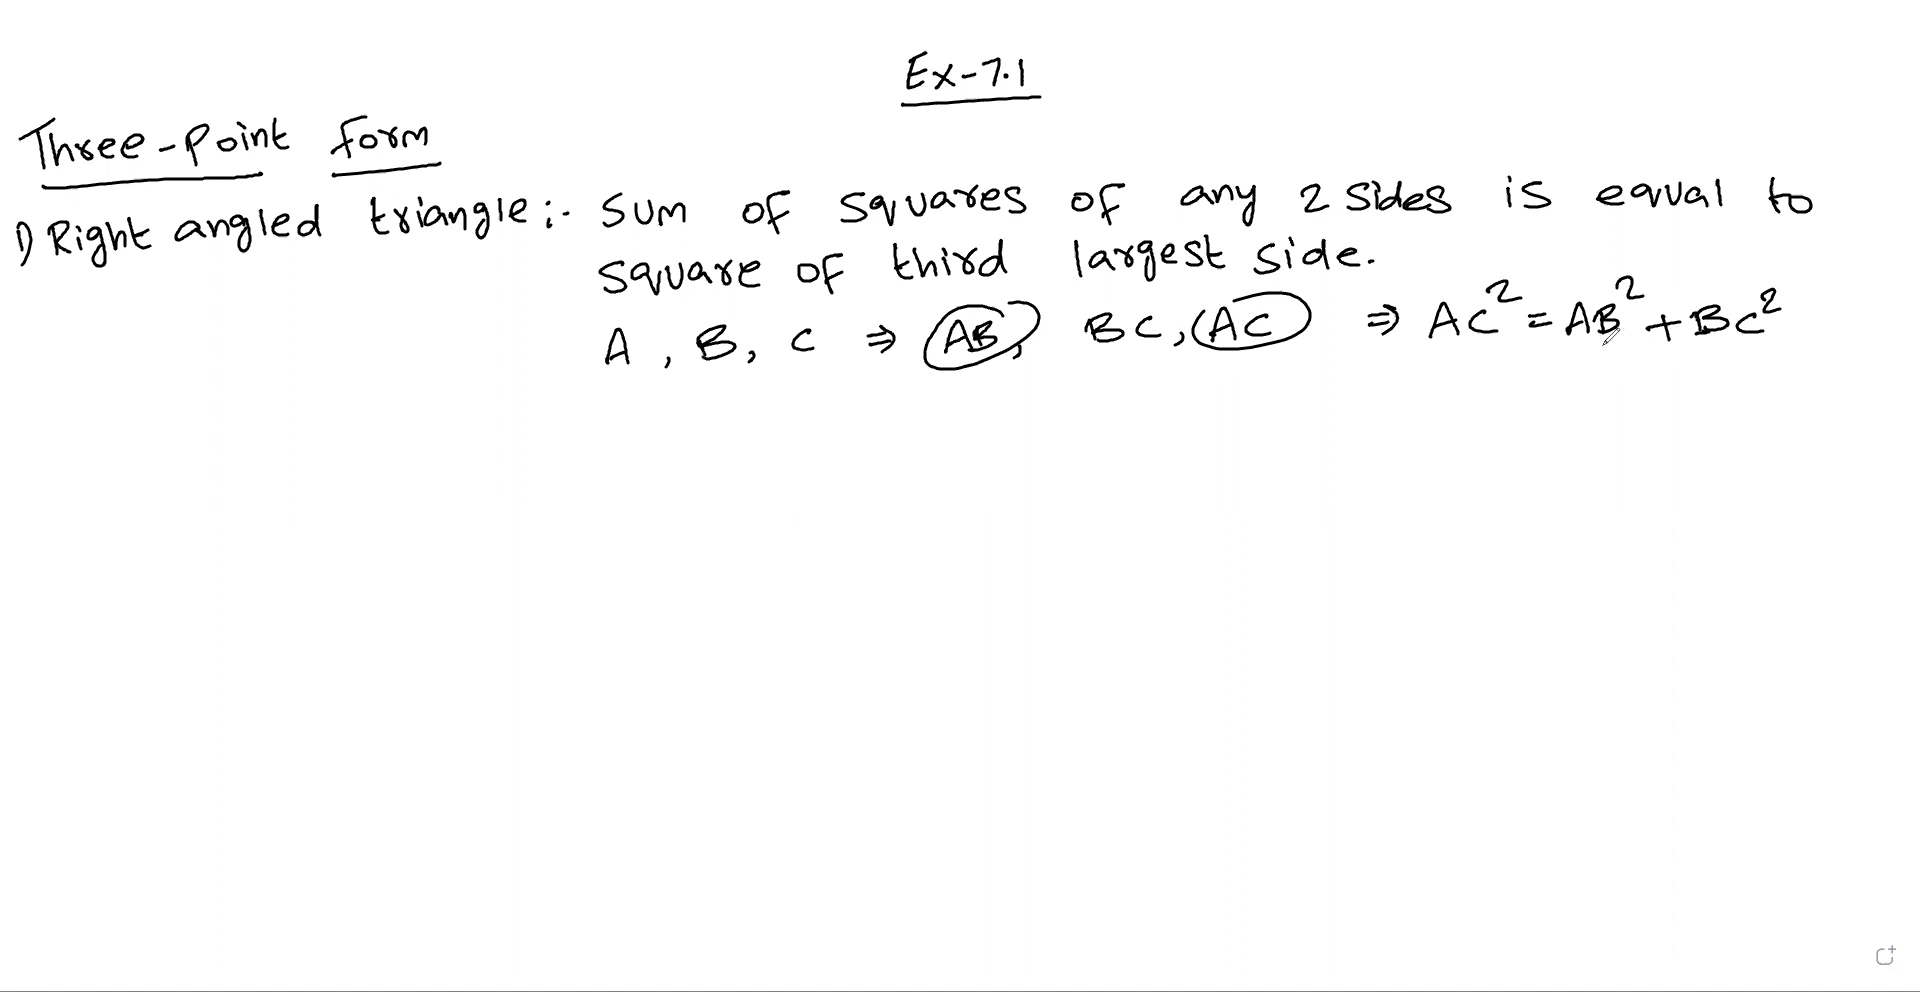 Ex-7.1
Three-Point form
1) Right angled triangle:- Sum of squares of any 2 sides is equal to
square of third largest side.
A, B, C ⇒ AB, BC, AC ⇒ AC² = AB² + BC²